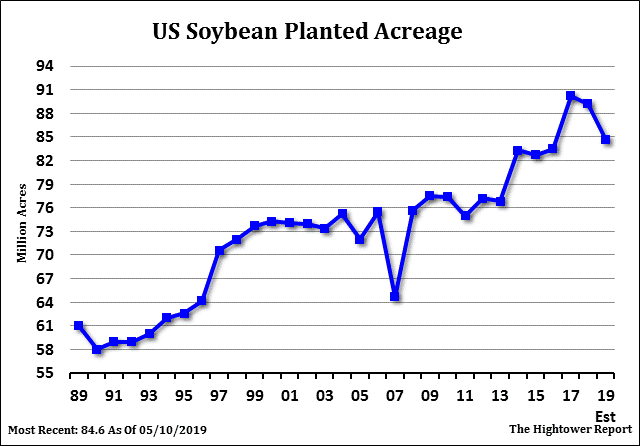 US Soybean Planted Acreage
94
91
88
85
82
79
76
73
70
67
64
61
58
55
Million Acres
89 91 93 95 97 99 01 03 05 07 09 11 13 15 17 19
Est
Most Recent: 84.6 As Of 05/10/2019
The Hightower Report